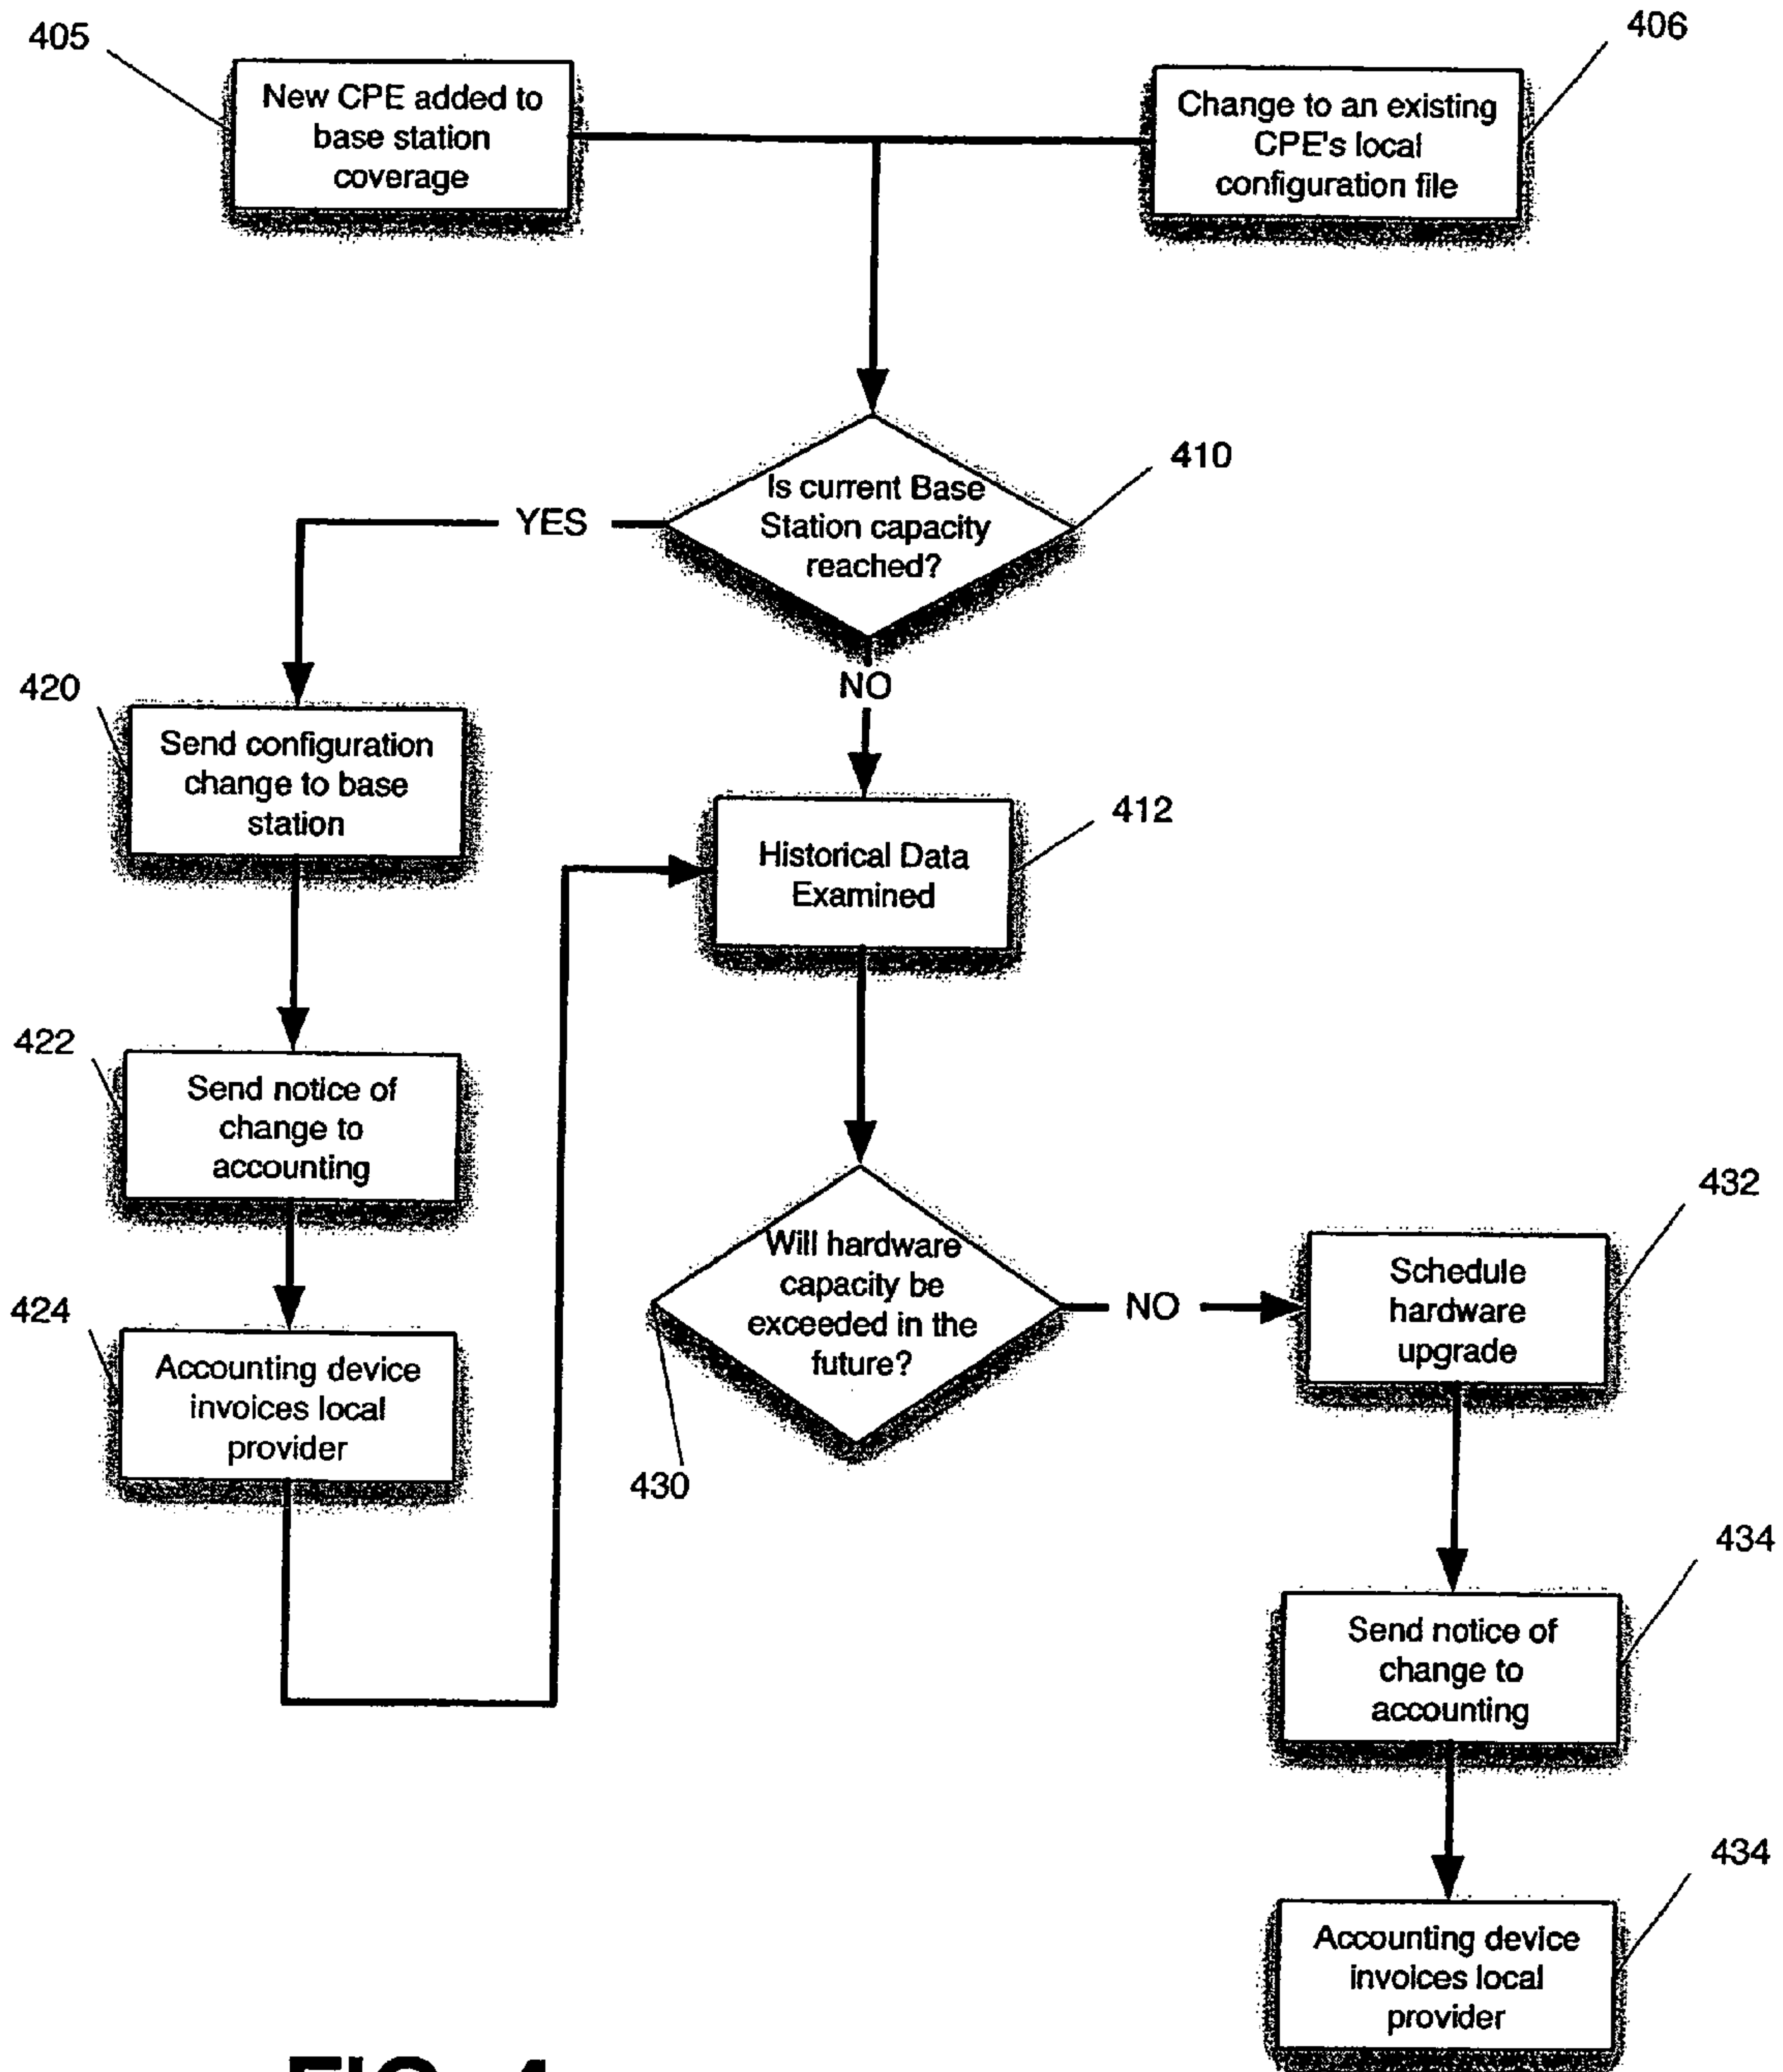 405
New CPE added to
base station
coverage
406
Change to an existing
CPE's local
configuration file
410
Is current Base
Station capacity
reached?
YES
NO
420
Send configuration
change to base
station
412
Historical Data
Examined
422
Send notice of
change to
accounting
424
Accounting device
invoices local
provider
430
Will hardware
capacity be
exceeded in the
future?
NO
432
Schedule
hardware
upgrade
434
Send notice of
change to
accounting
434
Accounting device
invoices local
provider